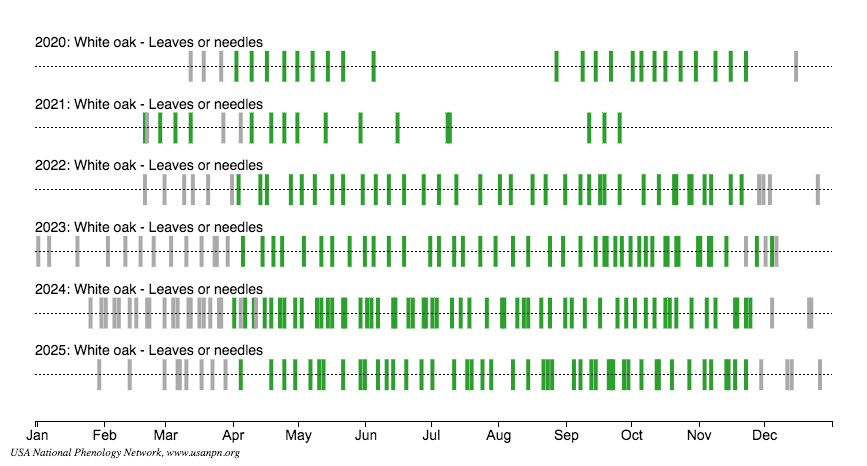 2020: White oak - Leaves or needles
2021: White oak - Leaves or needles
2022: White oak - Leaves or needles
2023: White oak - Leaves or needles
2024: White oak - Leaves or needles
2025: White oak - Leaves or needles
Jan Feb Mar Apr May Jun Jul Aug Sep Oct Nov Dec
USA National Phenology Network, www.usanpn.org